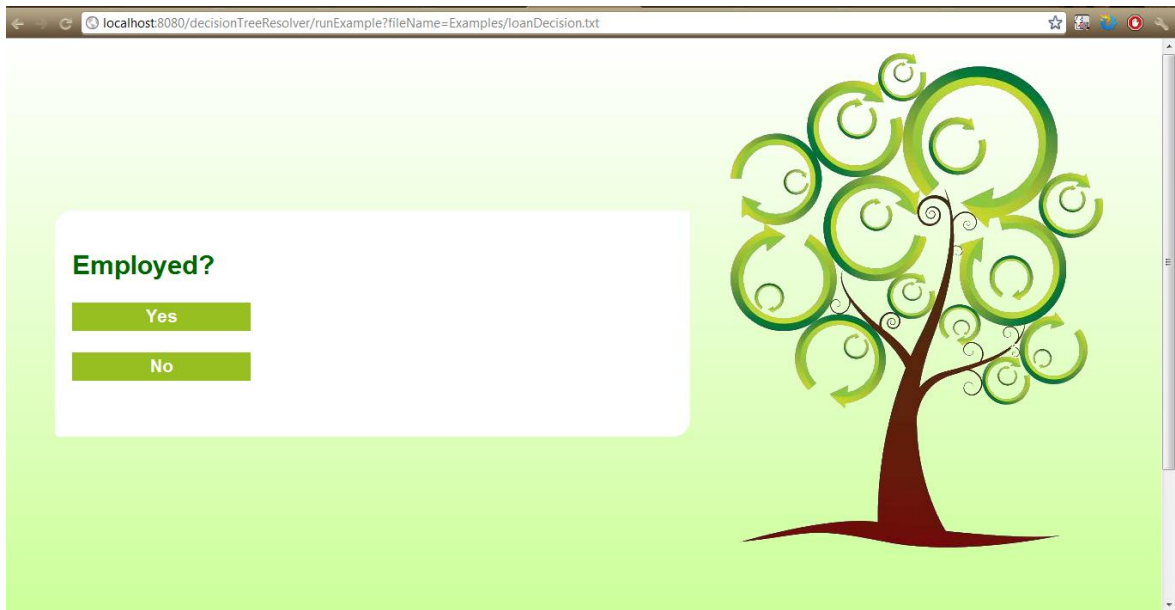 localhost:8080/decisionTreeResolver/runExample?fileName=Examples/loanDecision.txt
Employed?
Yes
No